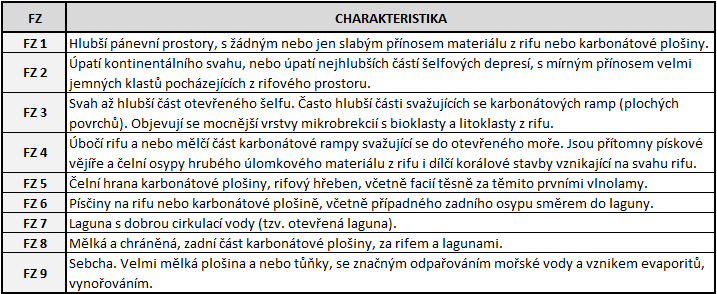 FZ CHARAKTERISTIKA
FZ 1 Hlubší pánevní prostory, s žádným nebo jen slabým přínosem materiálu z rifu nebo karbonátové plošiny.
FZ 2 Úpatí kontinentálního svahu, nebo úpatí nejhlubších částí šelfových depresí, s mírným přínosem velmi
jemných klastů pocházejících z rifového prostoru.
FZ 3 Svah až hlubší část otevřeného šelfu. Často hlubší části svažujících se karbonátových ramp (plochých
povrchů). Objevují se mocnější vrstvy mikrobrekcií s bioklasty a litoklasty z rifu.
FZ 4 Úbočí rifu a nebo mělčí část karbonátové rampy svažující se do otevřeného moře. Jsou přítomny pískové
vějíře a čelní osypy hrubého úlomkového materiálu z rifu i dílčí korálové stavby vznikající na svahu rifu.
FZ 5 Čelní hrana karbonátové plošiny, rifový hřeben, včetně facií těsně za těmito prvními vlnolamy.
FZ 6 Písčiny na rifu nebo karbonátové plošině, včetně případného zadního osypu směrem do laguny.
FZ 7 Laguna s dobrou cirkulací vody (tzv. otevřená laguna).
FZ 8 Mělká a chráněná, zadní část karbonátové plošiny, za rifem a lagunami.
FZ 9 Sebcha. Velmi mělká plošina a nebo tůňky, se značným odpařováním mořské vody a vznikem evaporitů,
vynořováním.